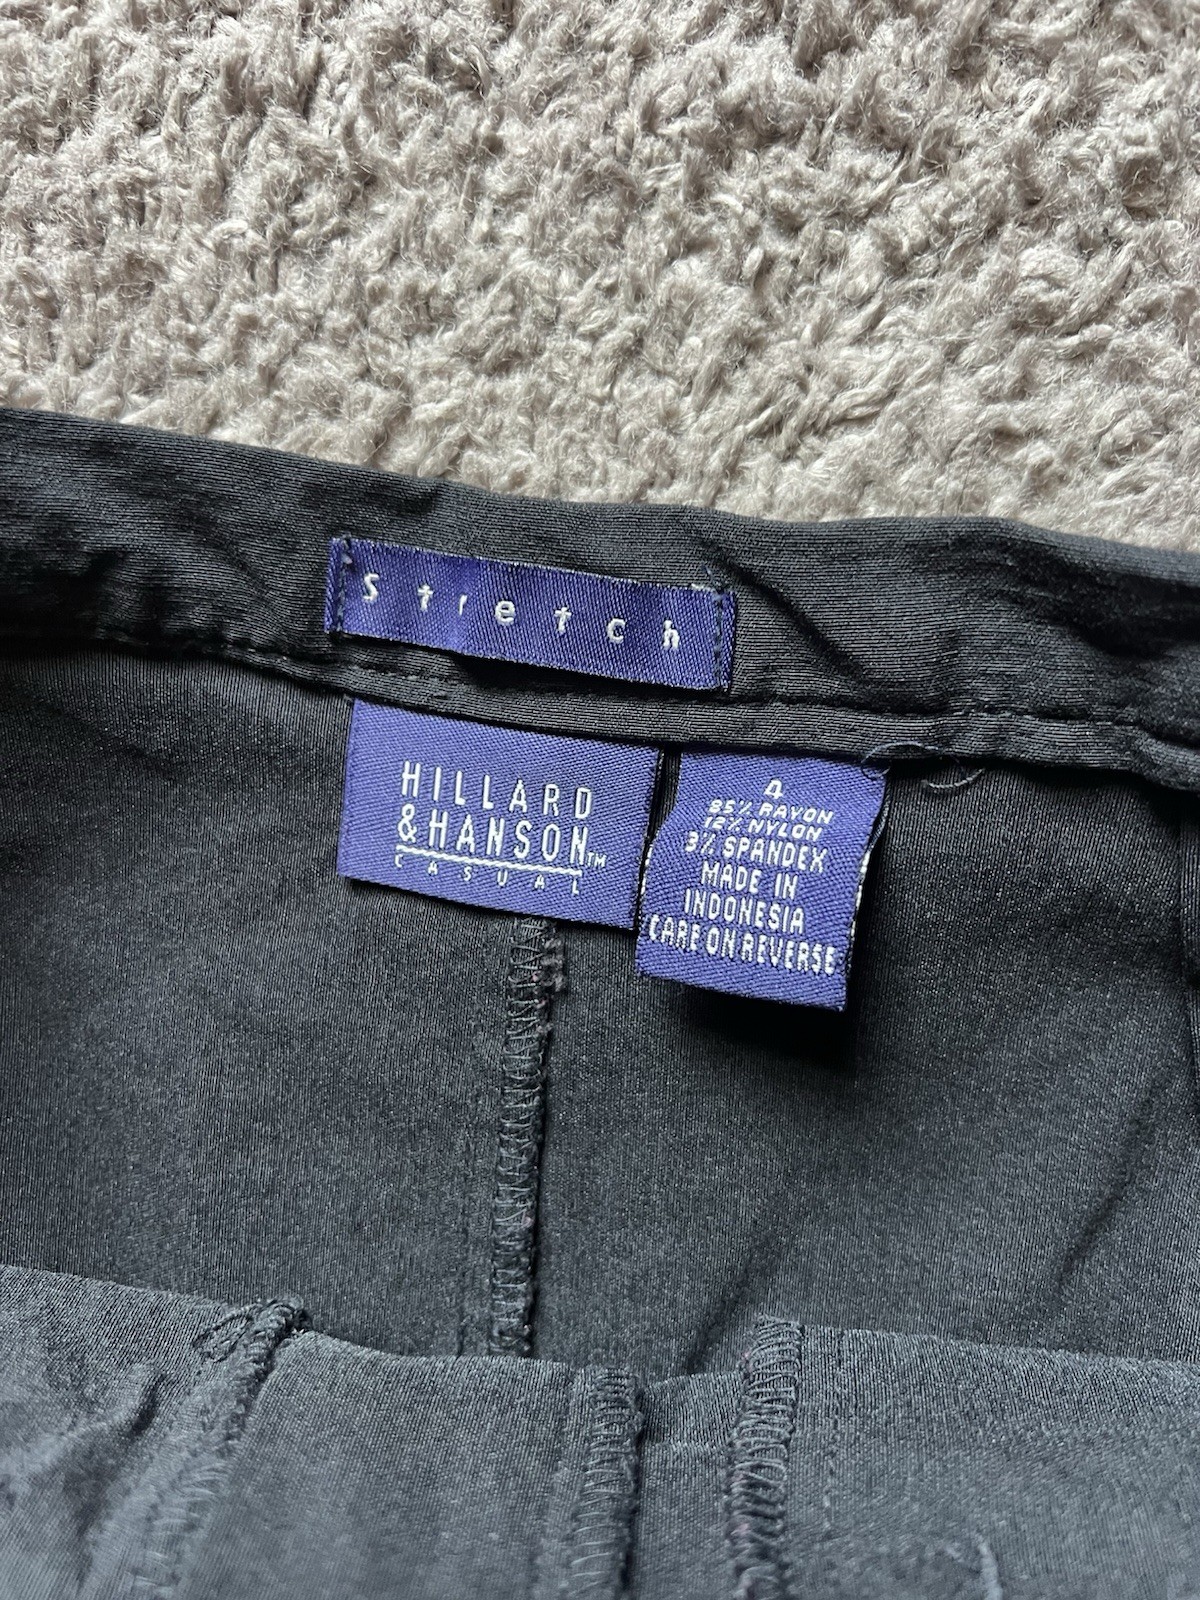 Stretch
HILLARD
&HANSON™
CASUAL
4
85% RAYON
12% NYLON
3% SPANDEX
MADE IN
INDONESIA
CARE ON REVERSE